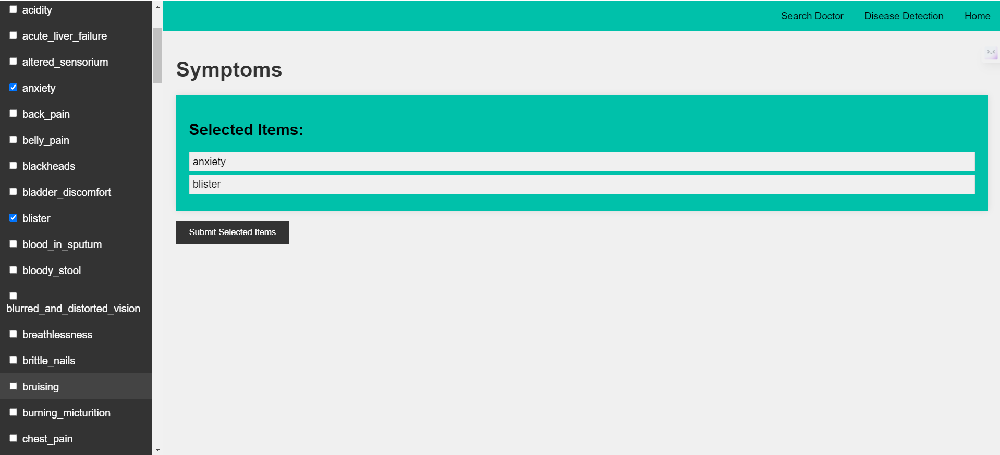 acidity
acute_liver_failure
altered_sensorium
anxiety
back_pain
belly_pain
blackheads
bladder_discomfort
blister
blood_in_sputum
bloody_stool
blurred_and_distorted_vision
breathlessness
brittle_nails
bruising
burning_micturition
chest_pain
Search Doctor Disease Detection Home
Symptoms
Selected Items:
anxiety
blister
Submit Selected Items